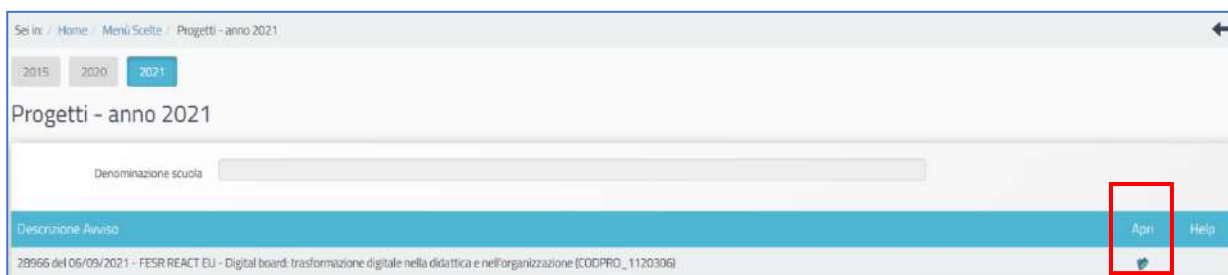 Sei in: / Home / Menù Scelte / Progetti - anno 2021
2015 2020 2021
Progetti - anno 2021
Denominazione scuola
Descrizione Avviso Apri Help
28966 del 06/09/2021 - FESR REACT EU - Digital board: trasformazione digitale nella didattica e nell'organizzazione (CODPRO_1120306)